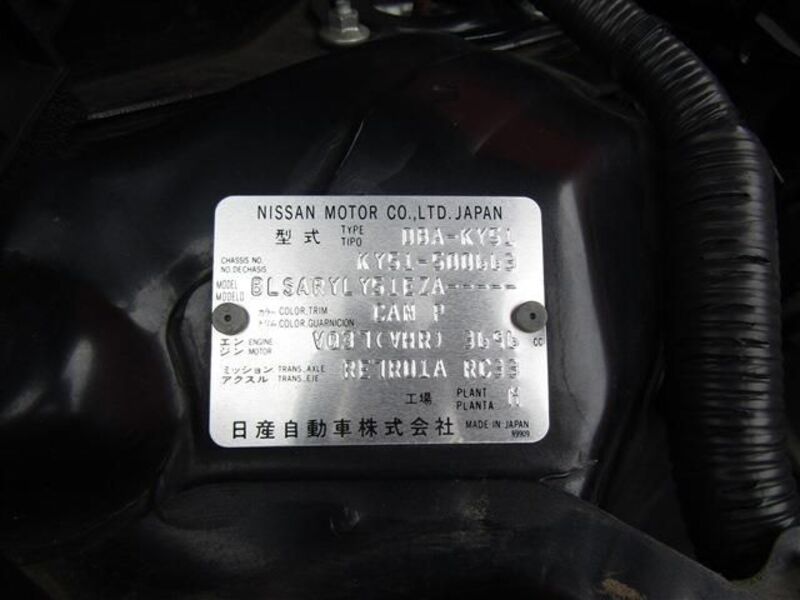 NISSAN MOTOR CO.,LTD. JAPAN
型式 TYPE TIPO DBA-KY51
CHASSIS NO. NO.DECHASIS KY51-500663
MODEL MODELO BLSARYLY51EZA-----
カラー トリム COLOR,TRIM COLOR,GUARNICION CAN P
エンジン ENGINE MOTOR VQ37(VHR) 3696 CC
ミッション アクスル TRANS.,AXLE TRANS.,EJE RE7R01A RC33
工場 PLANT PLANTA
日産自動車株式会社 MADE IN JAPAN